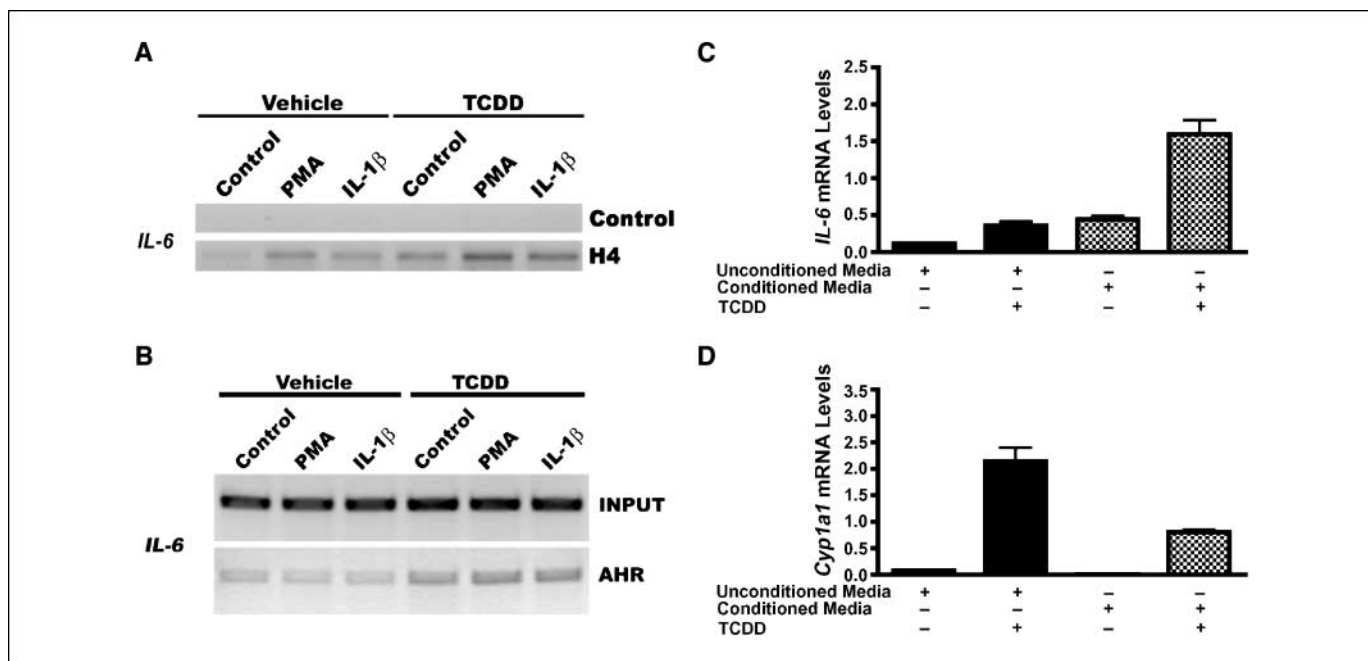 A
Vehicle TCDD
Control PMA IL-1β Control PMA IL-1β
IL-6
Control
H4
B
Vehicle TCDD
Control PMA IL-1β Control PMA IL-1β
INPUT
IL-6
AHR
C
IL-6 mRNA Levels
2.5
2.0
1.5
1.0
0.5
0.0
Unconditioned Media + + – –
Conditioned Media – – + +
TCDD – + – +
D
Cyp1a1 mRNA Levels
3.5
3.0
2.5
2.0
1.5
1.0
0.5
0.0
Unconditioned Media + + – –
Conditioned Media – – + +
TCDD – + – +